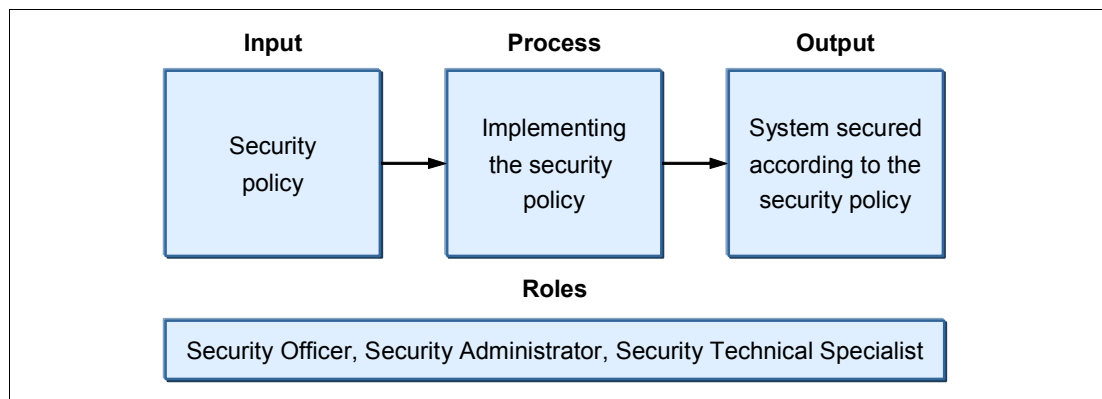 Input
Process
Output
Security
policy
Implementing
the security
policy
System secured
according to the
security policy
Roles
Security Officer, Security Administrator, Security Technical Specialist